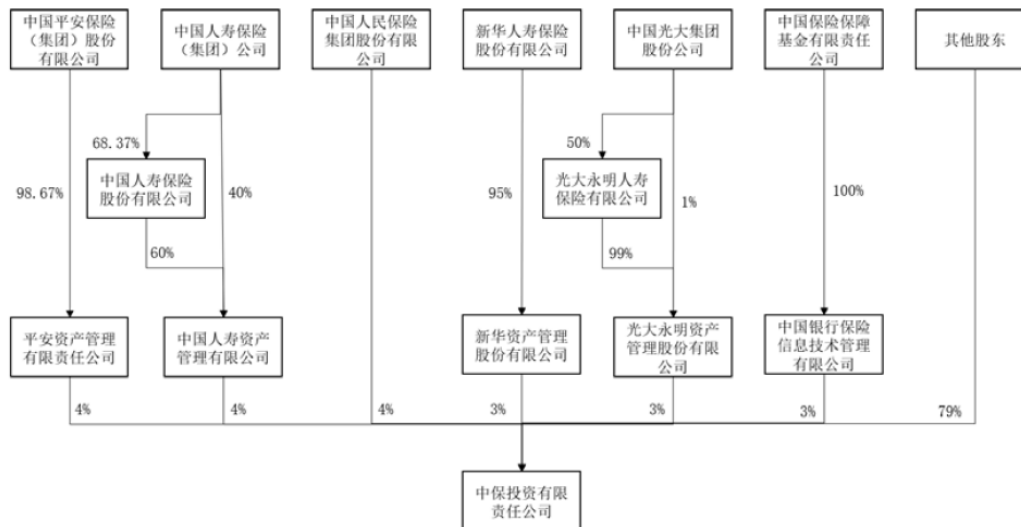 中国平安保险
（集团）股份
有限公司
中国人寿保险
（集团）公司
中国人民保险
集团股份有限
公司
新华人寿保险
股份有限公司
中国光大集团
股份公司
中国保险保障
基金有限责任
公司
其他股东
68.37%
50%
98.67%
中国人寿保险
股份有限公司
40%
95%
光大永明人寿
保险有限公司
1%
100%
60%
99%
平安资产管理
有限责任公司
中国人寿资产
管理有限公司
新华资产管理
股份有限公司
光大永明资产
管理股份有限
公司
中国银行保险
信息技术管理
有限公司
4%
4%
4%
3%
3%
3%
79%
中保投资有限
责任公司